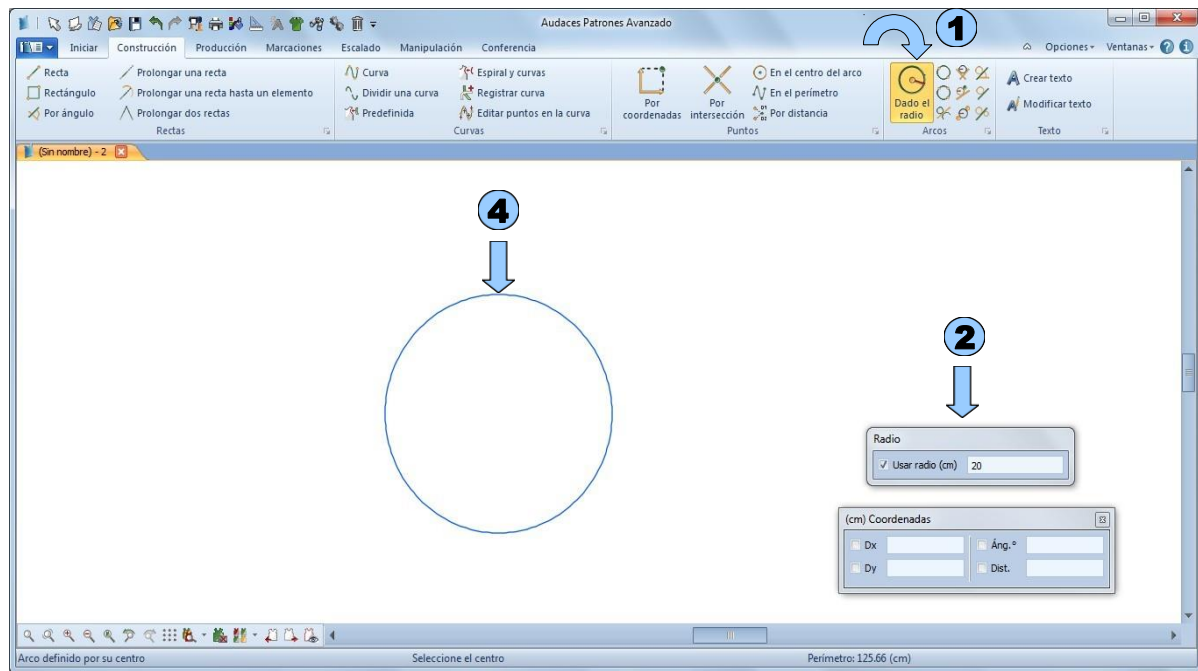 Audaces Patrones Avanzado
1
Iniciar Construcción Producción Marcaciones Escalado Manipulación Conferencia Opciones Ventanas
Recta Prolongar una recta Curva Espiral y curvas En el centro del arco Crear texto
Rectángulo Prolongar una recta hasta un elemento Dividir una curva Registrar curva En el perímetro Modificar texto
Por ángulo Prolongar dos rectas Predefinida Editar puntos en la curva Por coordenadas Por intersección Por distancia Dado el radio
Rectas Curvas Puntos Arcos Texto
(Sin nombre) - 2
4
2
Radio
Usar radio (cm) 20
(cm) Coordenadas
Dx Áng.°
Dy Dist.
Arco definido por su centro Seleccione el centro Perímetro: 125.66 (cm)